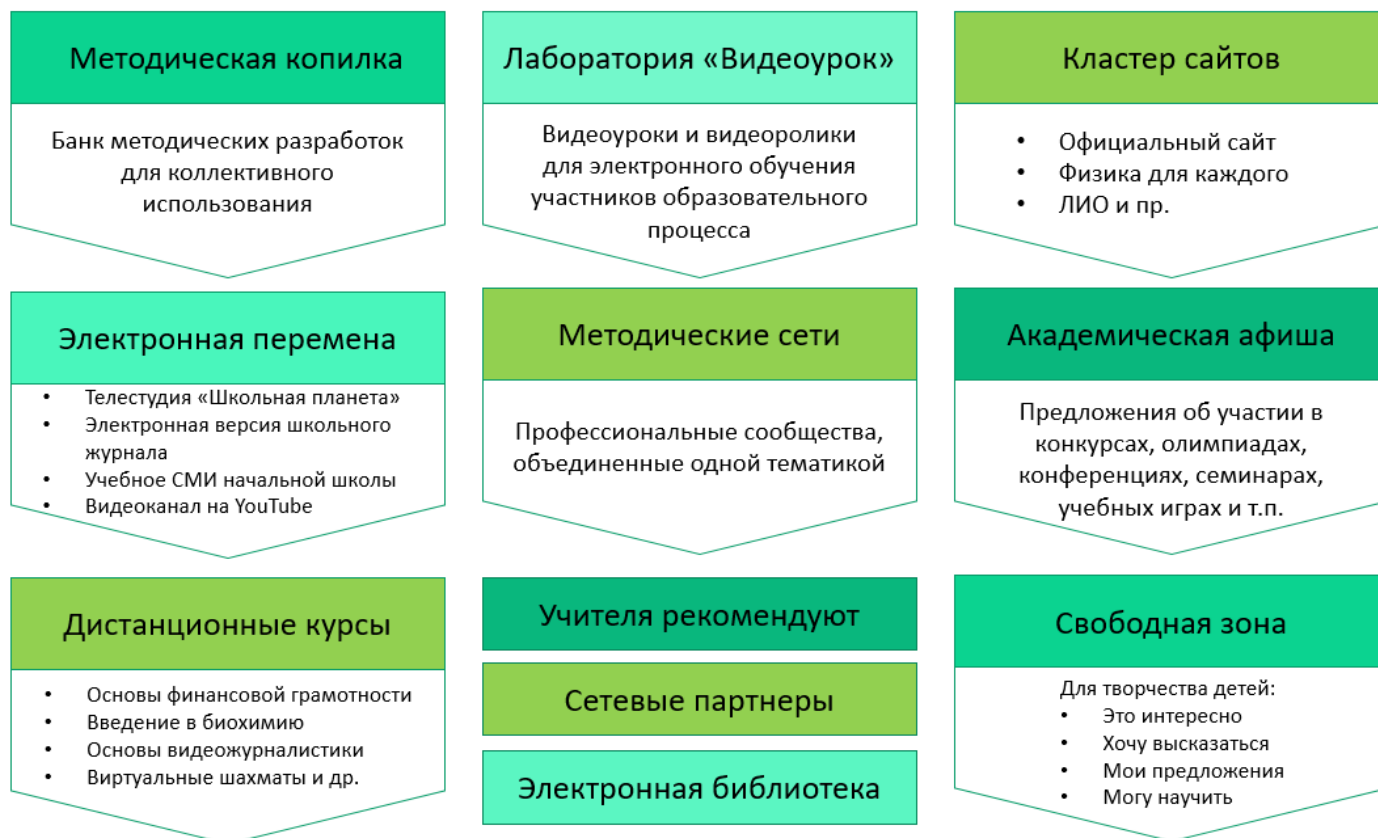 Методическая копилка
Банк методических разработок
для коллективного
использования
Лаборатория «Видеоурок»
Видеоуроки и видеоролики
для электронного обучения
участников образовательного
процесса
Кластер сайтов
• Официальный сайт
• Физика для каждого
• ЛИО и пр.
Электронная перемена
• Телестудия «Школьная планета»
• Электронная версия школьного
журнала
• Учебное СМИ начальной школы
• Видеоканал на YouTube
Методические сети
Профессиональные сообщества,
объединенные одной тематикой
Академическая афиша
Предложения об участии в
конкурсах, олимпиадах,
конференциях, семинарах,
учебных играх и т.п.
Дистанционные курсы
• Основы финансовой грамотности
• Введение в биохимию
• Основы видеожурналистики
• Виртуальные шахматы и др.
Учителя рекомендуют
Сетевые партнеры
Электронная библиотека
Свободная зона
Для творчества детей:
• Это интересно
• Хочу высказаться
• Мои предложения
• Могу научить